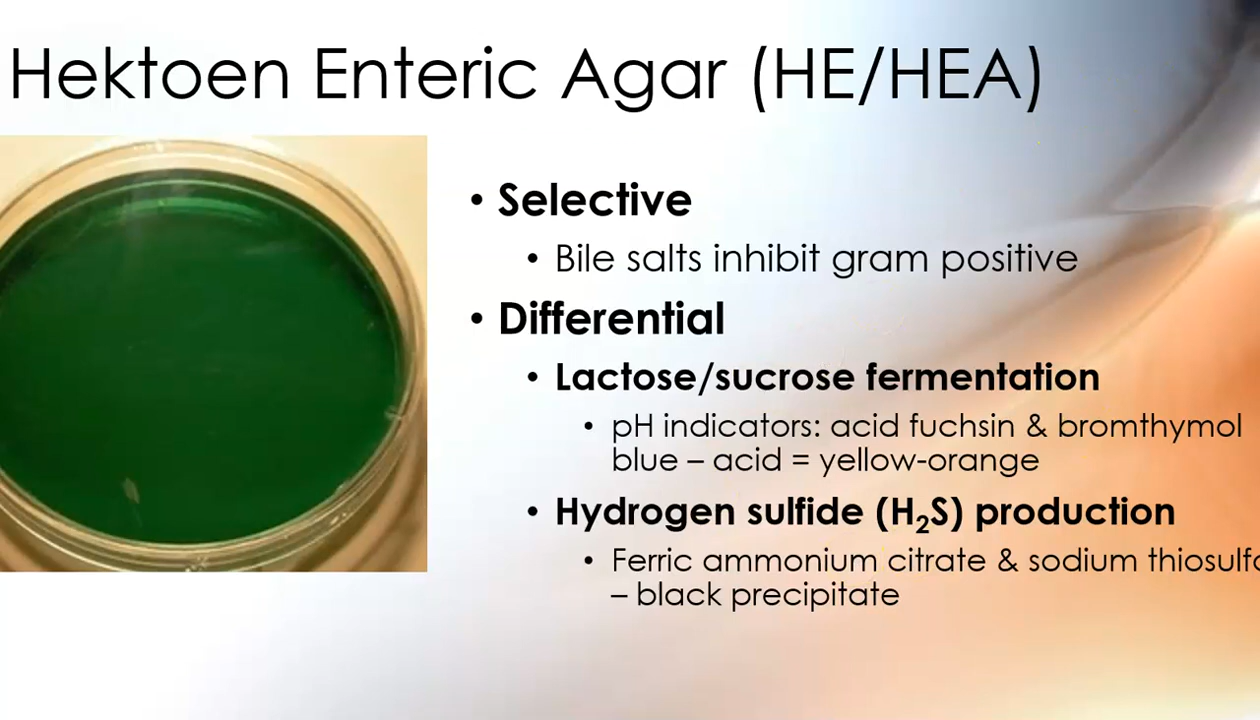 Hektoen Enteric Agar (HE/HEA)
• Selective
• Bile salts inhibit gram positive
• Differential
• Lactose/sucrose fermentation
• pH indicators: acid fuchsin & bromthymol
blue – acid = yellow-orange
• Hydrogen sulfide (H₂S) production
• Ferric ammonium citrate & sodium
– black precipitate